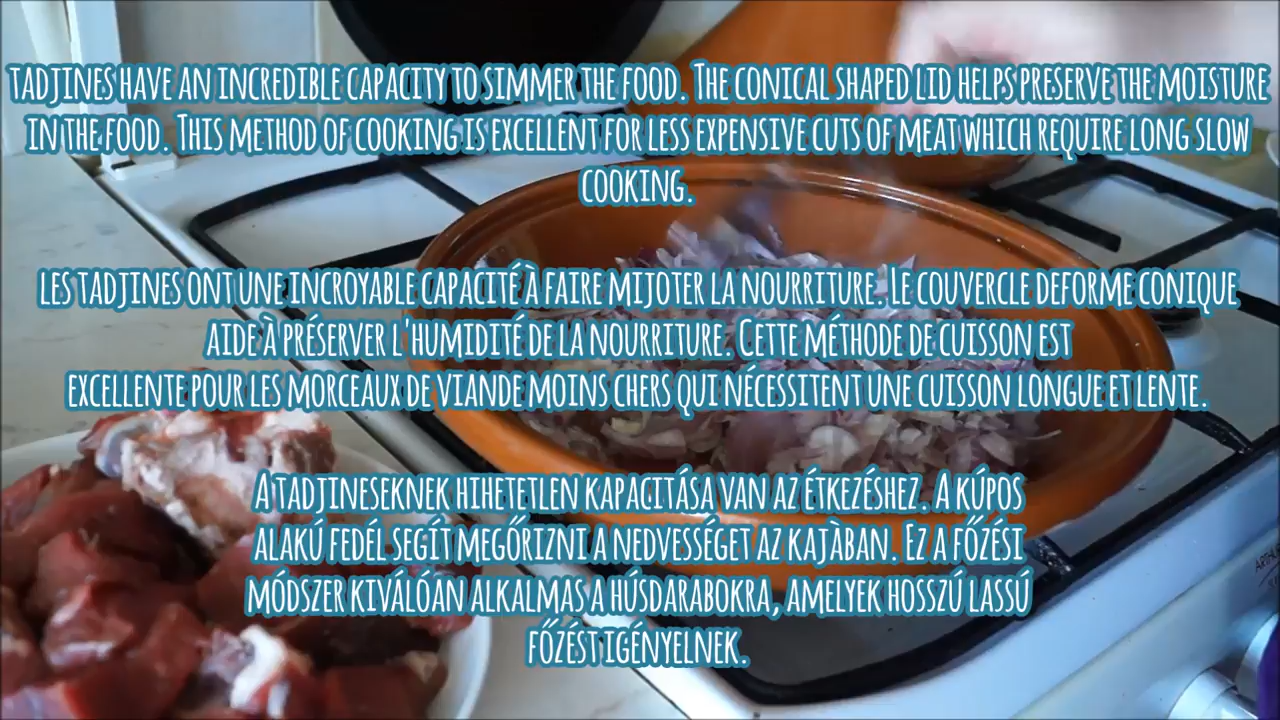 TADJINES HAVE AN INCREDIBLE CAPACITY TO SIMMER THE FOOD. THE CONICAL SHAPED LID HELPS PRESERVE THE MOISTURE
IN THE FOOD. THIS METHOD OF COOKING IS EXCELLENT FOR LESS EXPENSIVE CUTS OF MEAT WHICH REQUIRE LONG SLOW
COOKING.
LES TADJINES ONT UNE INCROYABLE CAPACITÉ À FAIRE MIJOTER LA NOURRITURE. LE COUVERCLE DE FORME CONIQUE
AIDE À PRÉSERVER L'HUMIDITÉ DE LA NOURRITURE. CETTE MÉTHODE DE CUISSON EST
EXCELLENTE POUR LES MORCEAUX DE VIANDE MOINS CHERS QUI NÉCESSITENT UNE CUISSON LONGUE ET LENTE.
A TADJINESEKNEK HIHETETLEN KAPACITÁSA VAN AZ ÉTKEZÉSHEZ. A KÚPOS
ALAKÚ FEDÉL SEGÍT MEGŐRIZNI A NEDVESSÉGET AZ KAJÀBAN. EZ A FŐZÉSI
MÓDSZER KIVÁLÓAN ALKALMAS A HÚSDARABOKRA, AMELYEK HOSSZÚ LASSÚ
FŐZÉST IGÉNYELNEK.